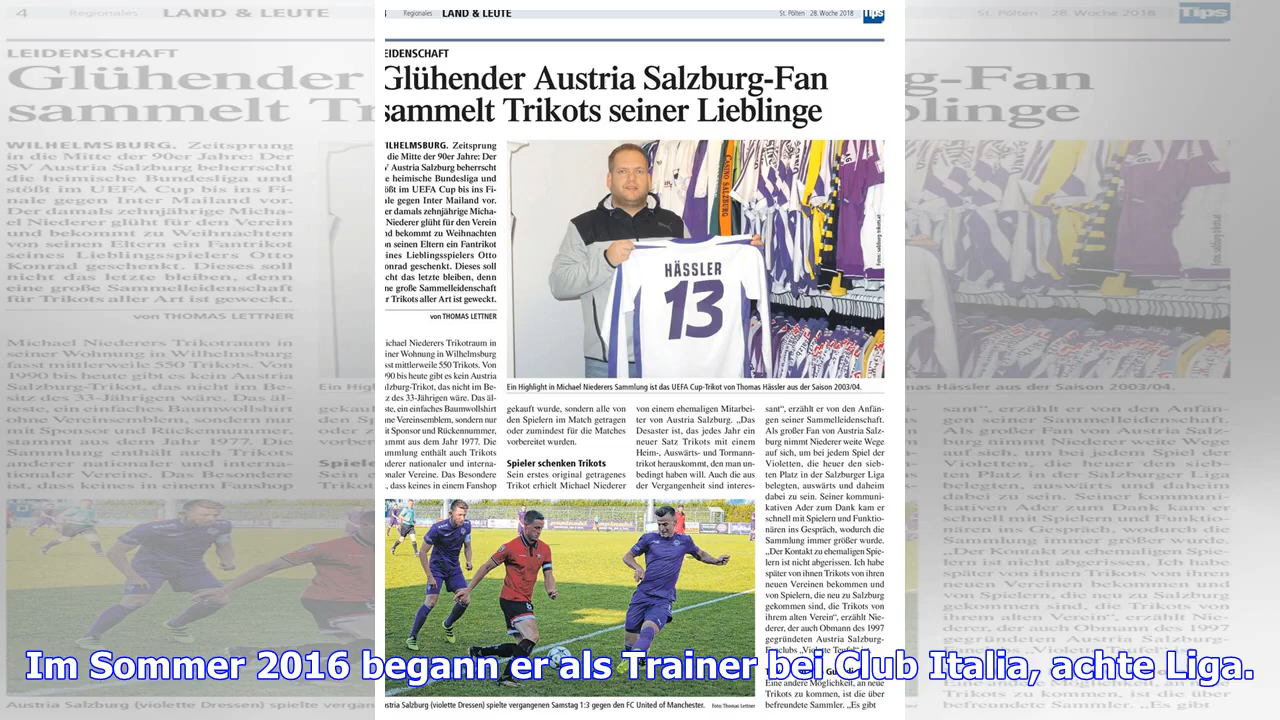 Regionales LAND & LEUTE St. Pölten 28. Woche 2018 Tips
EIDENSCHAFT
Glühender Austria Salzburg-Fan
sammelt Trikots seiner Lieblinge
ILHELMSBURG. Zeitsprung
die Mitte der 90er Jahre: Der
V Austria Salzburg beherrscht
e heimische Bundesliga und
ößt im UEFA Cup bis ins Fi-
ale gegen Inter Mailand vor.
er damals zehnjährige Micha-
Niederer glüht für den Verein
nd bekommt zu Weihnachten
on seinen Eltern ein Fantrikot
ines Lieblingsspielers Otto
onrad geschenkt. Dieses soll
cht das letzte bleiben, denn
ne große Sammelleidenschaft
r Trikots aller Art ist geweckt.
von THOMAS LETTNER
ichael Niederers Trikotraum in
iner Wohnung in Wilhelmsburg
sst mittlerweile 550 Trikots. Von
90 bis heute gibt es kein Austria
lzburg-Trikot, das nicht im Be-
z des 33-Jährigen wäre. Das äl-
ste, ein einfaches Baumwollshirt
ne Vereinsemblem, sondern nur
it Sponsor und Rückennummer,
ammt aus dem Jahr 1977. Die
mmlung enthält auch Trikots
derer nationaler und interna-
naler Vereine. Das Besondere
, dass keines in einem Fanshop
CASINO SALZBURG
HÄSSLER
13
Foto: salzburg-trikots.at
Ein Highlight in Michael Niederers Sammlung ist das UEFA Cup-Trikot von Thomas Hässler aus der Saison 2003/04.
gekauft wurde, sondern alle von
den Spielern im Match getragen
oder zumindest für die Matches
vorbereitet wurden.
Spieler schenken Trikots
Sein erstes original getragenes
Trikot erhielt Michael Niederer
von einem ehemaligen Mitarbei-
ter von Austria Salzburg. „Das
Desaster ist, das jedes Jahr ein
neuer Satz Trikots mit einem
Heim-, Auswärts- und Tormann-
trikot herauskommt, den man un-
bedingt haben will. Auch die aus
der Vergangenheit sind interes-
sant“, erzählt er von den Anfän-
gen seiner Sammelleidenschaft.
Als großer Fan von Austria Salz-
burg nimmt Niederer weite Wege
auf sich, um bei jedem Spiel der
Violetten, die heuer den sieb-
ten Platz in der Salzburger Liga
belegten, auswärts und daheim
dabei zu sein. Seiner kommuni-
kativen Ader zum Dank kam er
schnell mit Spielern und Funktio-
nären ins Gespräch, wodurch die
Sammlung immer größer wurde.
„Der Kontakt zu ehemaligen Spie-
lern ist nicht abgerissen. Ich habe
später von ihnen Trikots von ihren
neuen Vereinen bekommen und
von Spielern, die neu zu Salzburg
gekommen sind, die Trikots von
ihrem alten Verein“, erzählt Nie-
derer, der auch Obmann des 1997
gegründeten Austria Salzburg-
Eine andere Möglichkeit, an neue
Trikots zu kommen, ist die über
befreundete Sammler. „Es gibt
stria Salzburg (violette Dressen) spielte vergangenen Samstag 1:3 gegen den FC United of Manchester. Foto: Thomas Lettner
Im Sommer 2016 begann er als Trainer bei Club Italia, achte Liga.